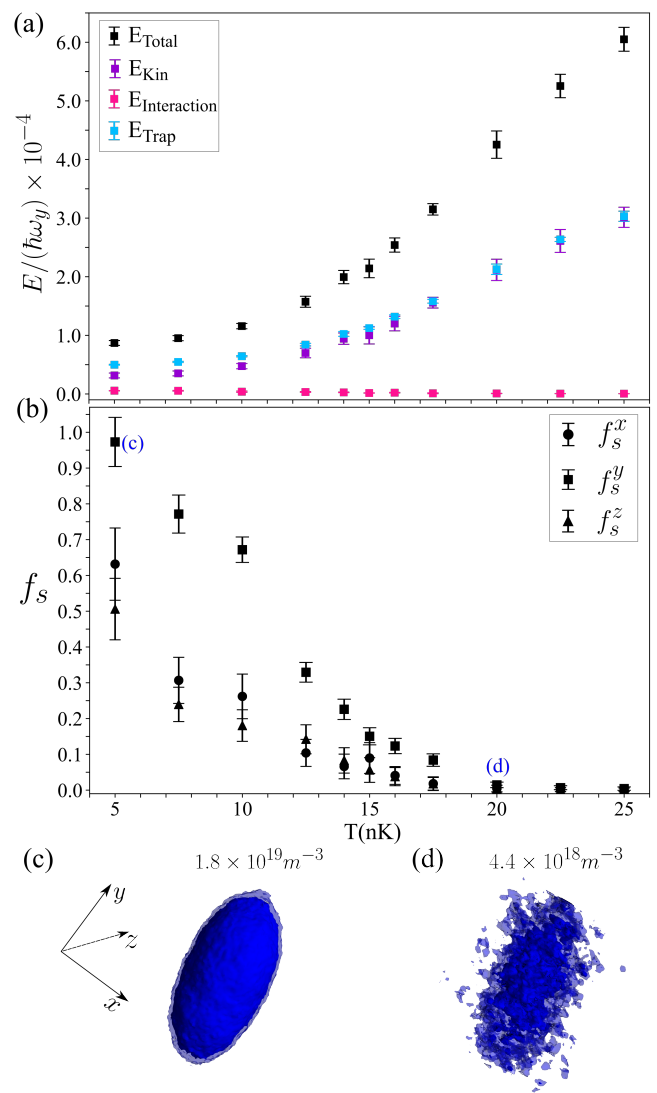 (a)
E_Total
E_Kin
E_Interaction
E_Trap
E/(ħω_y) × 10^{-4}
6.0
5.0
4.0
3.0
2.0
1.0
0.0
(b)
f_s^x
f_s^y
f_s^z
(c)
(d)
f_s
1.0
0.9
0.8
0.7
0.6
0.5
0.4
0.3
0.2
0.1
0.0
5 10 15 20 25
T(nK)
(c) 1.8 × 10^{19}m^{-3}
y
z
x
(d) 4.4 × 10^{18}m^{-3}